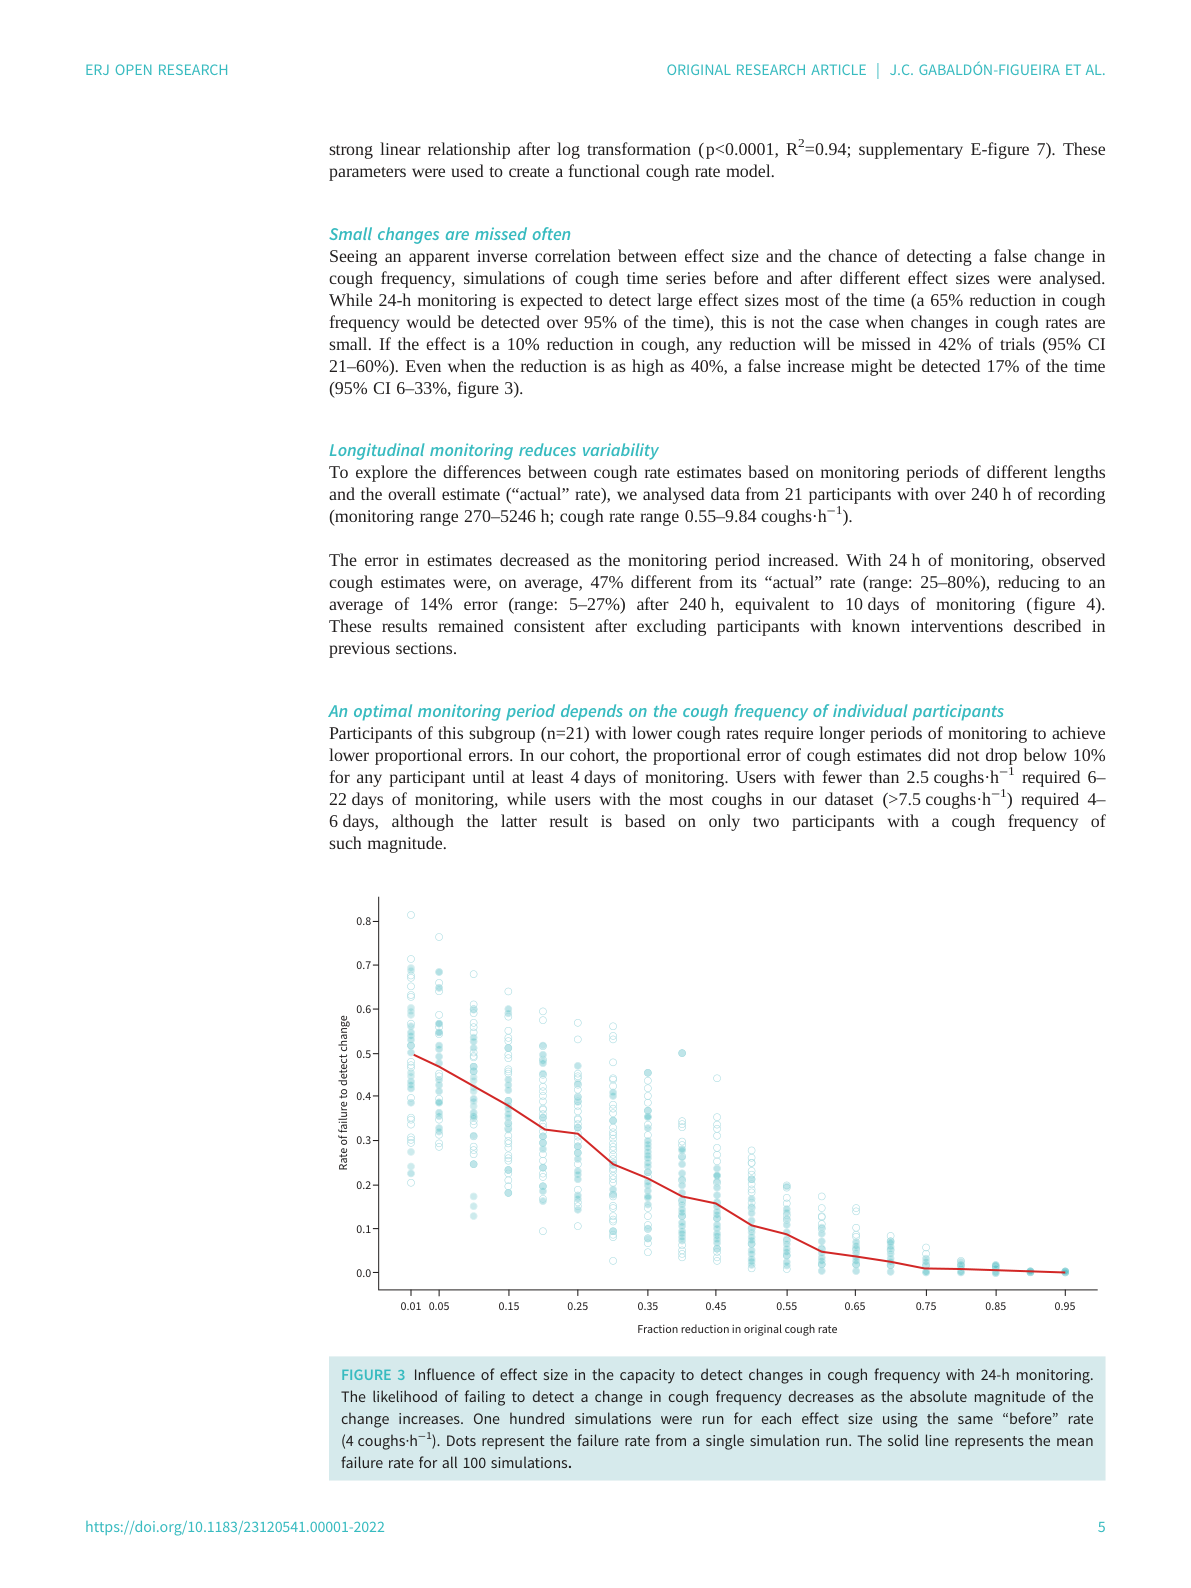 ERJ OPEN RESEARCH
ORIGINAL RESEARCH ARTICLE | J.C. GABALDÓN-FIGUEIRA ET AL.
strong linear relationship after log transformation (p<0.0001, R²=0.94; supplementary E-figure 7). These
parameters were used to create a functional cough rate model.
Small changes are missed often
Seeing an apparent inverse correlation between effect size and the chance of detecting a false change in
cough frequency, simulations of cough time series before and after different effect sizes were analysed.
While 24-h monitoring is expected to detect large effect sizes most of the time (a 65% reduction in cough
frequency would be detected over 95% of the time), this is not the case when changes in cough rates are
small. If the effect is a 10% reduction in cough, any reduction will be missed in 42% of trials (95% CI
21–60%). Even when the reduction is as high as 40%, a false increase might be detected 17% of the time
(95% CI 6–33%, figure 3).
Longitudinal monitoring reduces variability
To explore the differences between cough rate estimates based on monitoring periods of different lengths
and the overall estimate (“actual” rate), we analysed data from 21 participants with over 240 h of recording
(monitoring range 270–5246 h; cough rate range 0.55–9.84 coughs·h⁻¹).
The error in estimates decreased as the monitoring period increased. With 24 h of monitoring, observed
cough estimates were, on average, 47% different from its “actual” rate (range: 25–80%), reducing to an
average of 14% error (range: 5–27%) after 240 h, equivalent to 10 days of monitoring (figure 4).
These results remained consistent after excluding participants with known interventions described in
previous sections.
An optimal monitoring period depends on the cough frequency of individual participants
Participants of this subgroup (n=21) with lower cough rates require longer periods of monitoring to achieve
lower proportional errors. In our cohort, the proportional error of cough estimates did not drop below 10%
for any participant until at least 4 days of monitoring. Users with fewer than 2.5 coughs·h⁻¹ required 6–
22 days of monitoring, while users with the most coughs in our dataset (>7.5 coughs·h⁻¹) required 4–
6 days, although the latter result is based on only two participants with a cough frequency of
such magnitude.
0.8
0.7
0.6
0.5
0.4
0.3
0.2
0.1
0.0
Rate of failure to detect change
0.01 0.05 0.15 0.25 0.35 0.45 0.55 0.65 0.75 0.85 0.95
Fraction reduction in original cough rate
FIGURE 3 Influence of effect size in the capacity to detect changes in cough frequency with 24-h monitoring.
The likelihood of failing to detect a change in cough frequency decreases as the absolute magnitude of the
change increases. One hundred simulations were run for each effect size using the same “before” rate
(4 coughs·h⁻¹). Dots represent the failure rate from a single simulation run. The solid line represents the mean
failure rate for all 100 simulations.
https://doi.org/10.1183/23120541.00001-2022
5